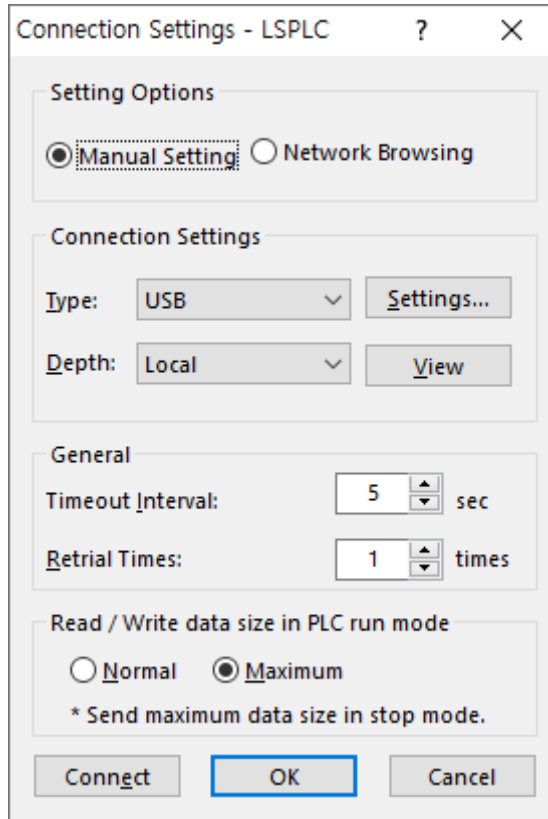 Connection Settings - LSPLC ?
Setting Options
Manual Setting Network Browsing
Connection Settings
Type: USB Settings...
Depth: Local View
General
Timeout Interval: 5 sec
Retrial Times: 1 times
Read / Write data size in PLC run mode
Normal Maximum
* Send maximum data size in stop mode.
Connect OK Cancel